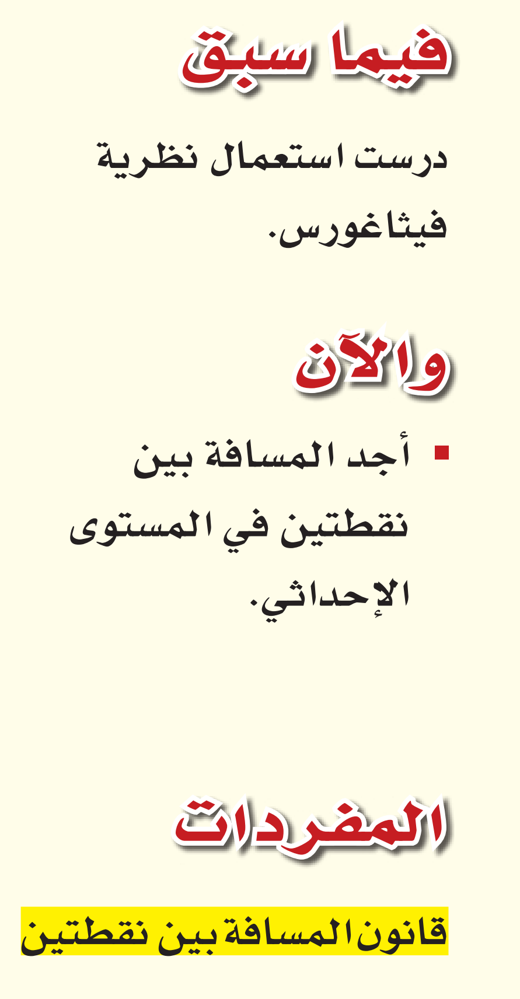 فيما سبق
درست استعمال نظرية
فيثاغورس.
والآن
أجد المسافة بين
نقطتين في المستوى
الإحداثي.
المفردات
قانون المسافة بين نقطتين